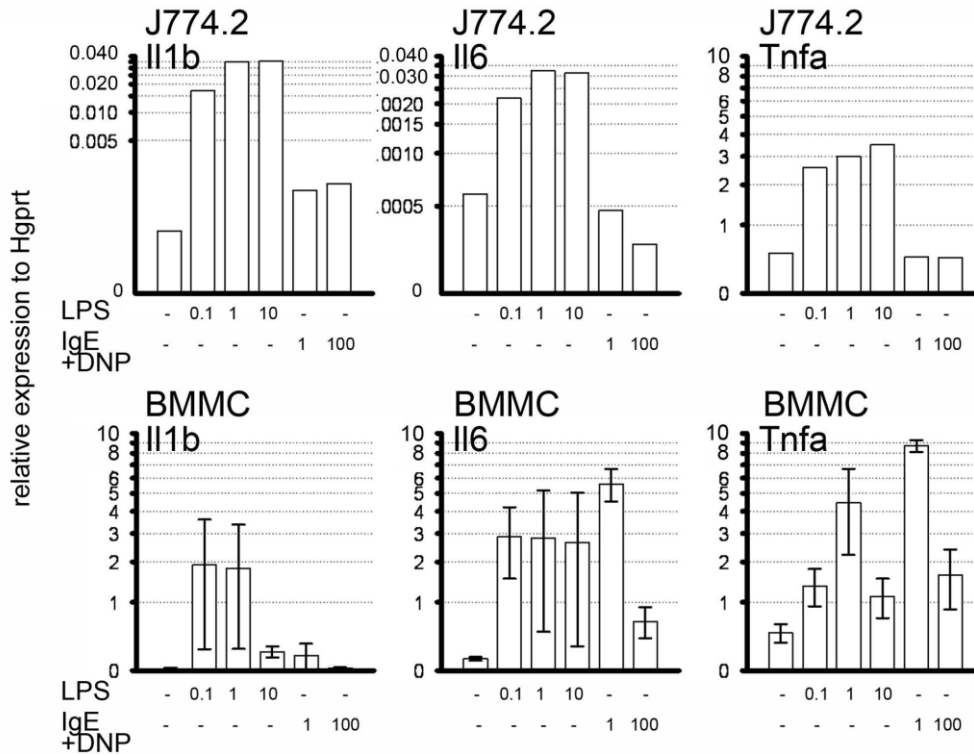 J774.2
Il1b
0.040
0.020
0.010
0.005
0
J774.2
Il6
.0.040
.0.030
.0020
.0015
.0010
.0005
0
J774.2
Tnfa
10
8
6
5
4
3
2
1
0
relative expression to Hgprt
LPS - 0.1 1 10 - - - 0.1 1 10 - - - 0.1 1 10 - -
IgE - - - - 1 100 - - - - 1 100 - - - - 1 100
+DNP
BMMC
Il1b
10
8
6
5
4
3
2
1
0
BMMC
Il6
10
8
6
5
4
3
2
1
0
BMMC
Tnfa
10
8
6
5
4
3
2
1
0
LPS - 0.1 1 10 - - - 0.1 1 10 - - - 0.1 1 10 - -
IgE - - - - 1 100 - - - - 1 100 - - - - 1 100
+DNP